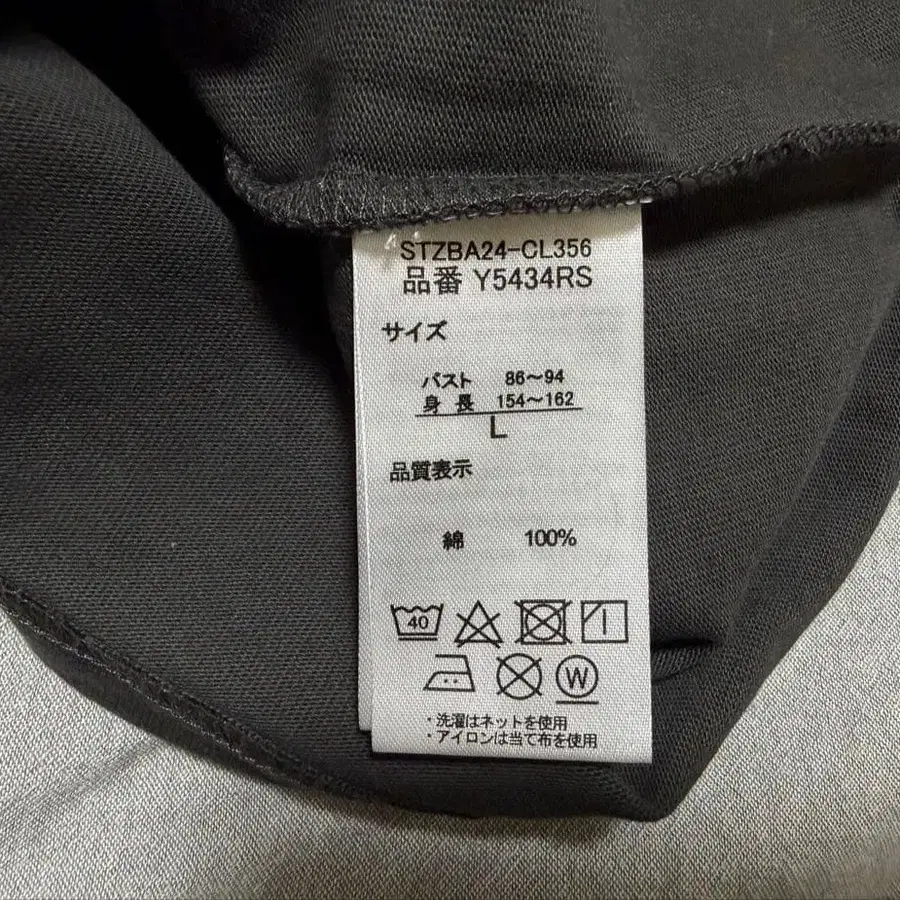 STZBA24-CL356
品番 Y5434RS
サイズ
バスト 86～94
身長 154～162
L
品質表示
綿 100%
40
W
・洗濯はネットを使用
・アイロンは当て布を使用